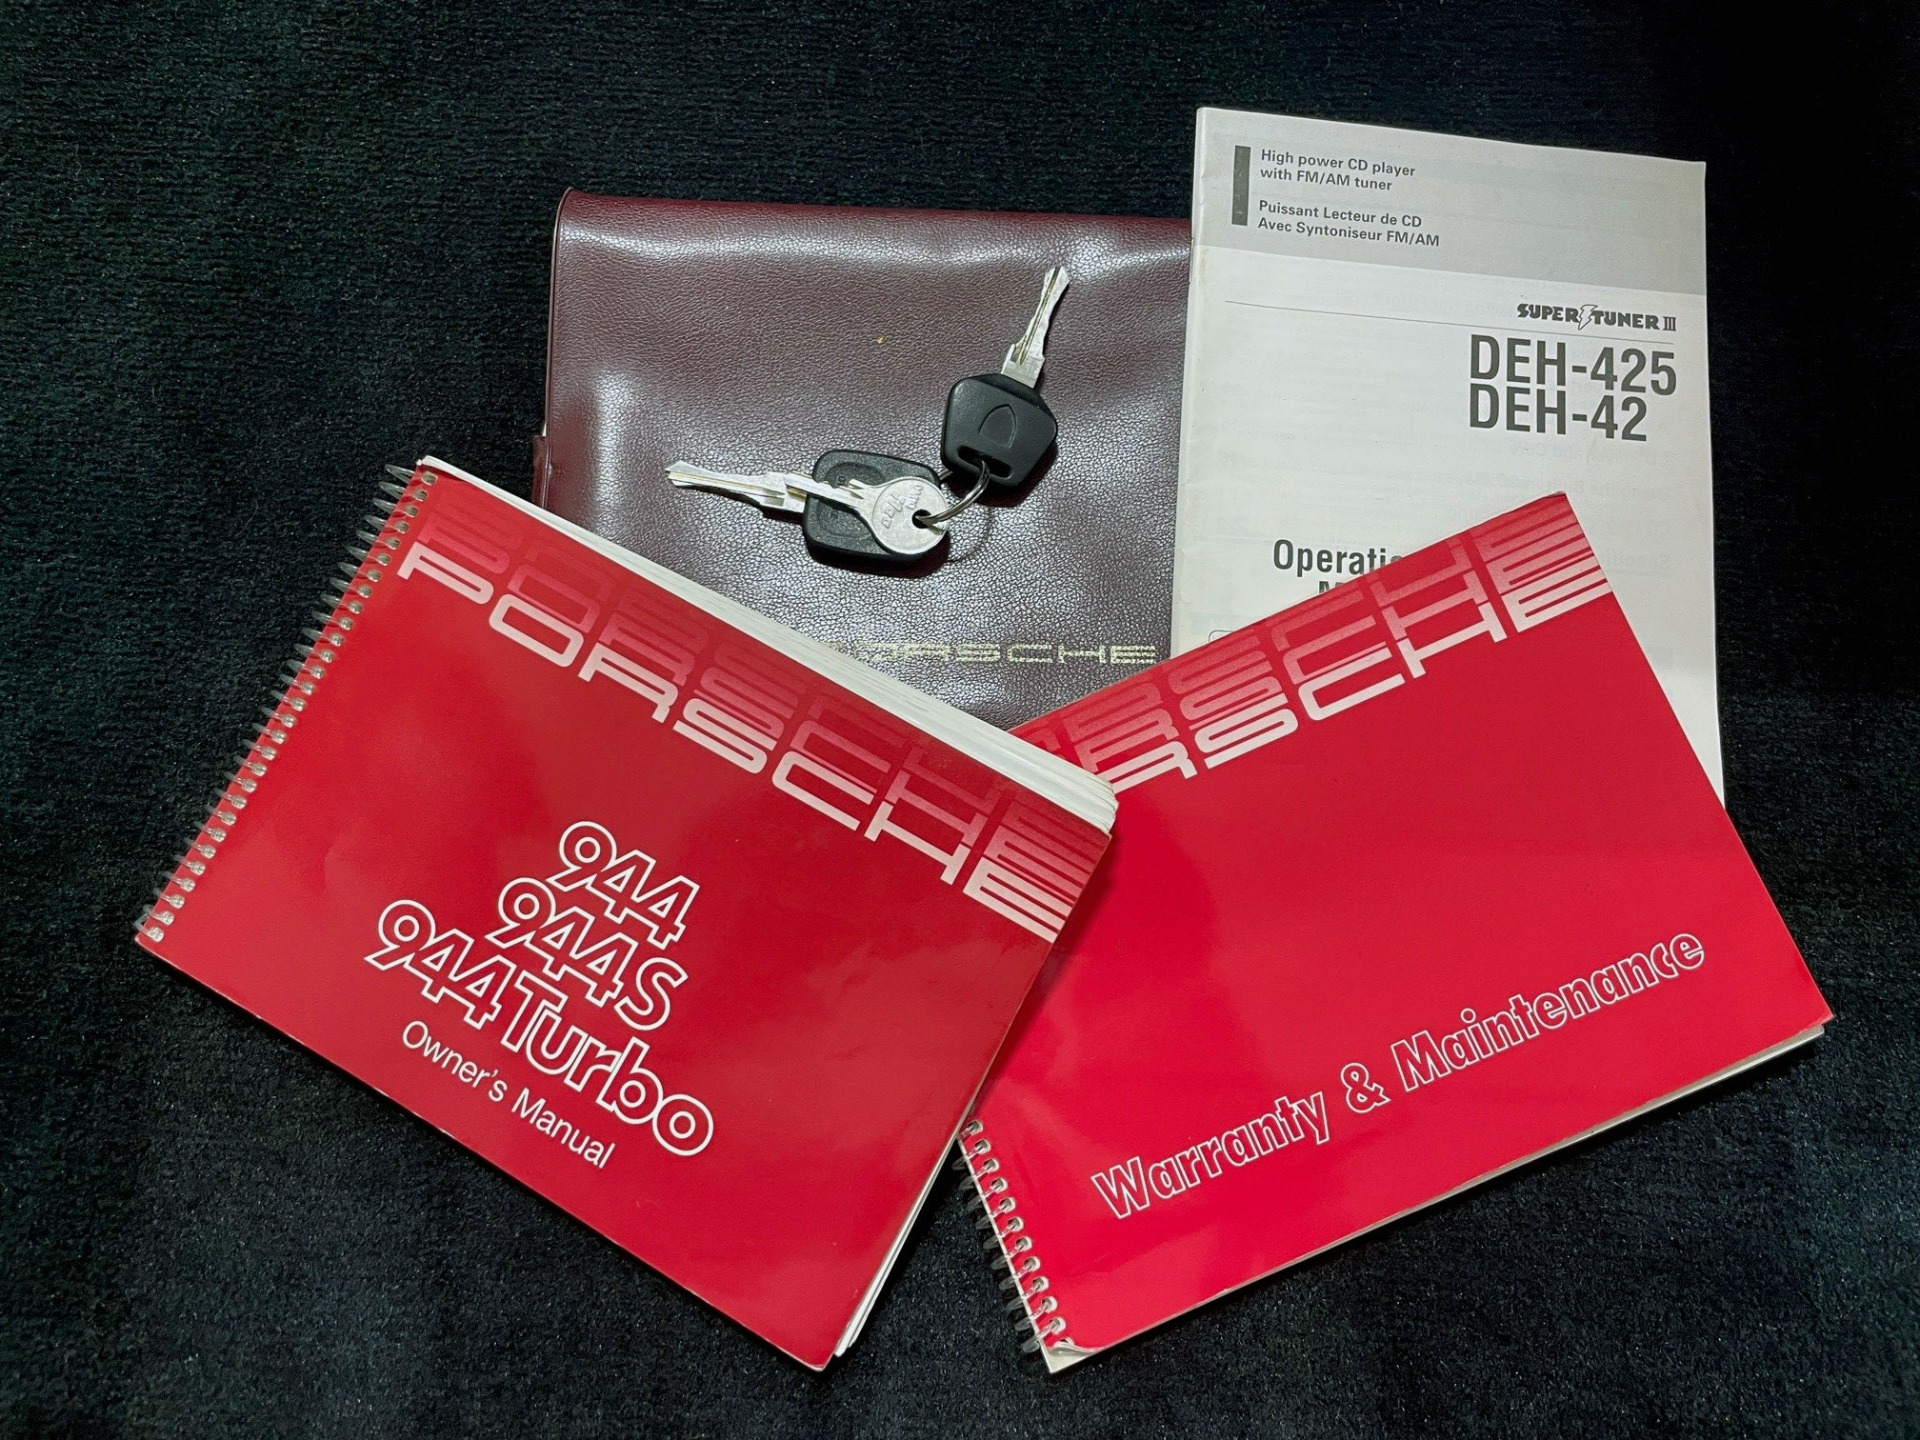 High power CD player
with FM/AM tuner
Puissant Lecteur de CD
Avec Syntoniseur FM/AM
SUPER TUNER III
DEH-425
DEH-42
PORSCHE
PORSCHE
944
944S
944Turbo
Owner's Manual
PORSCHE
Warranty & Maintenance